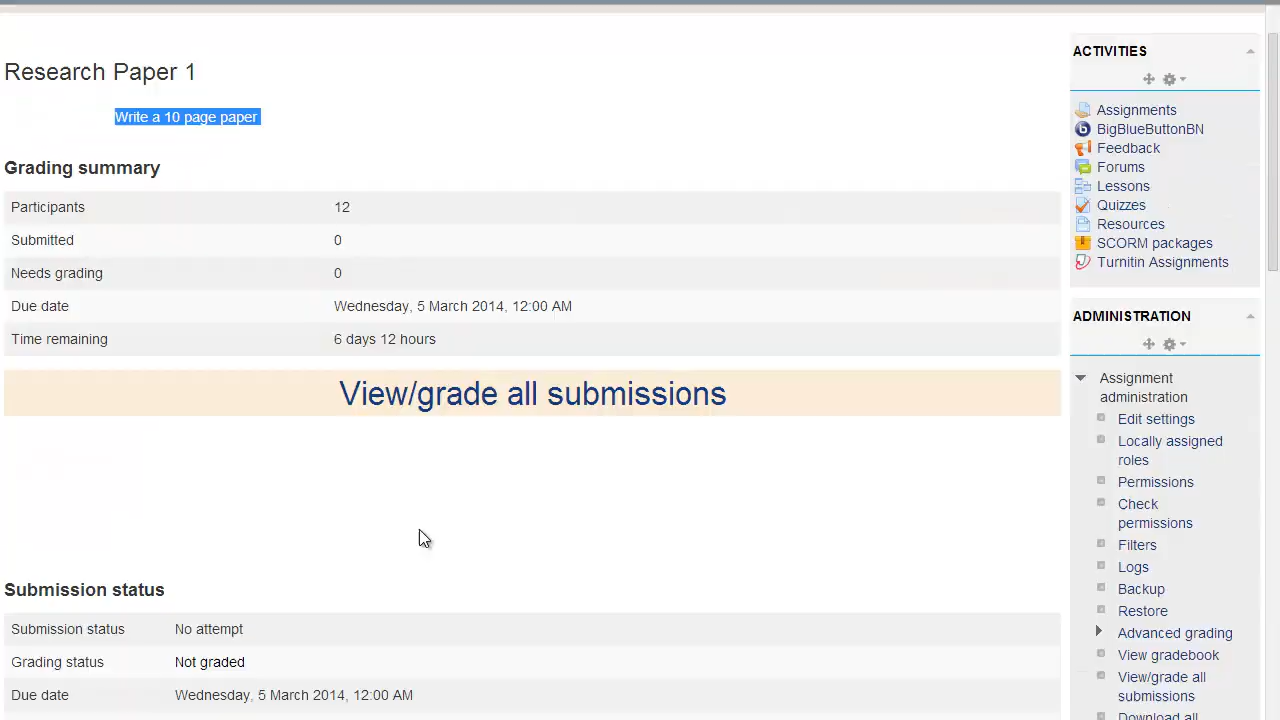 Research Paper 1
Write a 10 page paper
Grading summary
Participants 12
Submitted 0
Needs grading 0
Due date Wednesday, 5 March 2014, 12:00 AM
Time remaining 6 days 12 hours
View/grade all submissions
Submission status
Submission status No attempt
Grading status Not graded
Due date Wednesday, 5 March 2014, 12:00 AM
ACTIVITIES
Assignments
BigBlueButtonBN
Feedback
Forums
Lessons
Quizzes
Resources
SCORM packages
Turnitin Assignments
ADMINISTRATION
Assignment
administration
Edit settings
Locally assigned
roles
Permissions
Check
permissions
Filters
Logs
Backup
Restore
Advanced grading
View gradebook
View/grade all
submissions
Download all